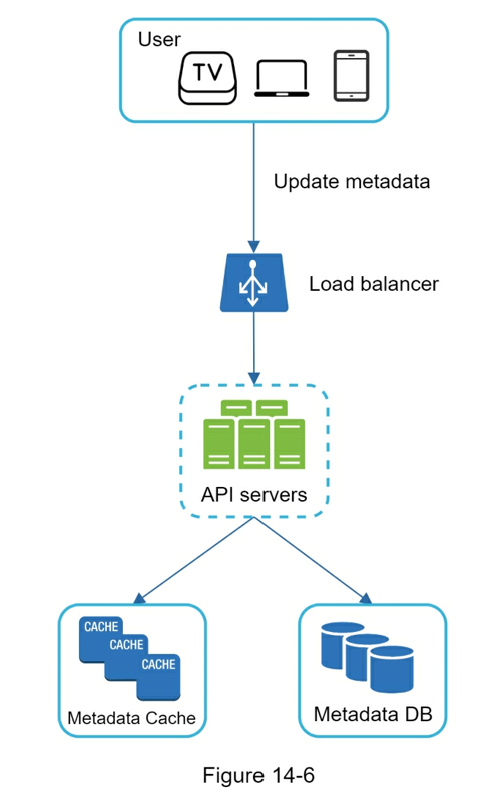 User
TV
Update metadata
Load balancer
API servers
CACHE
CACHE
CACHE
Metadata Cache
Metadata DB
Figure 14-6